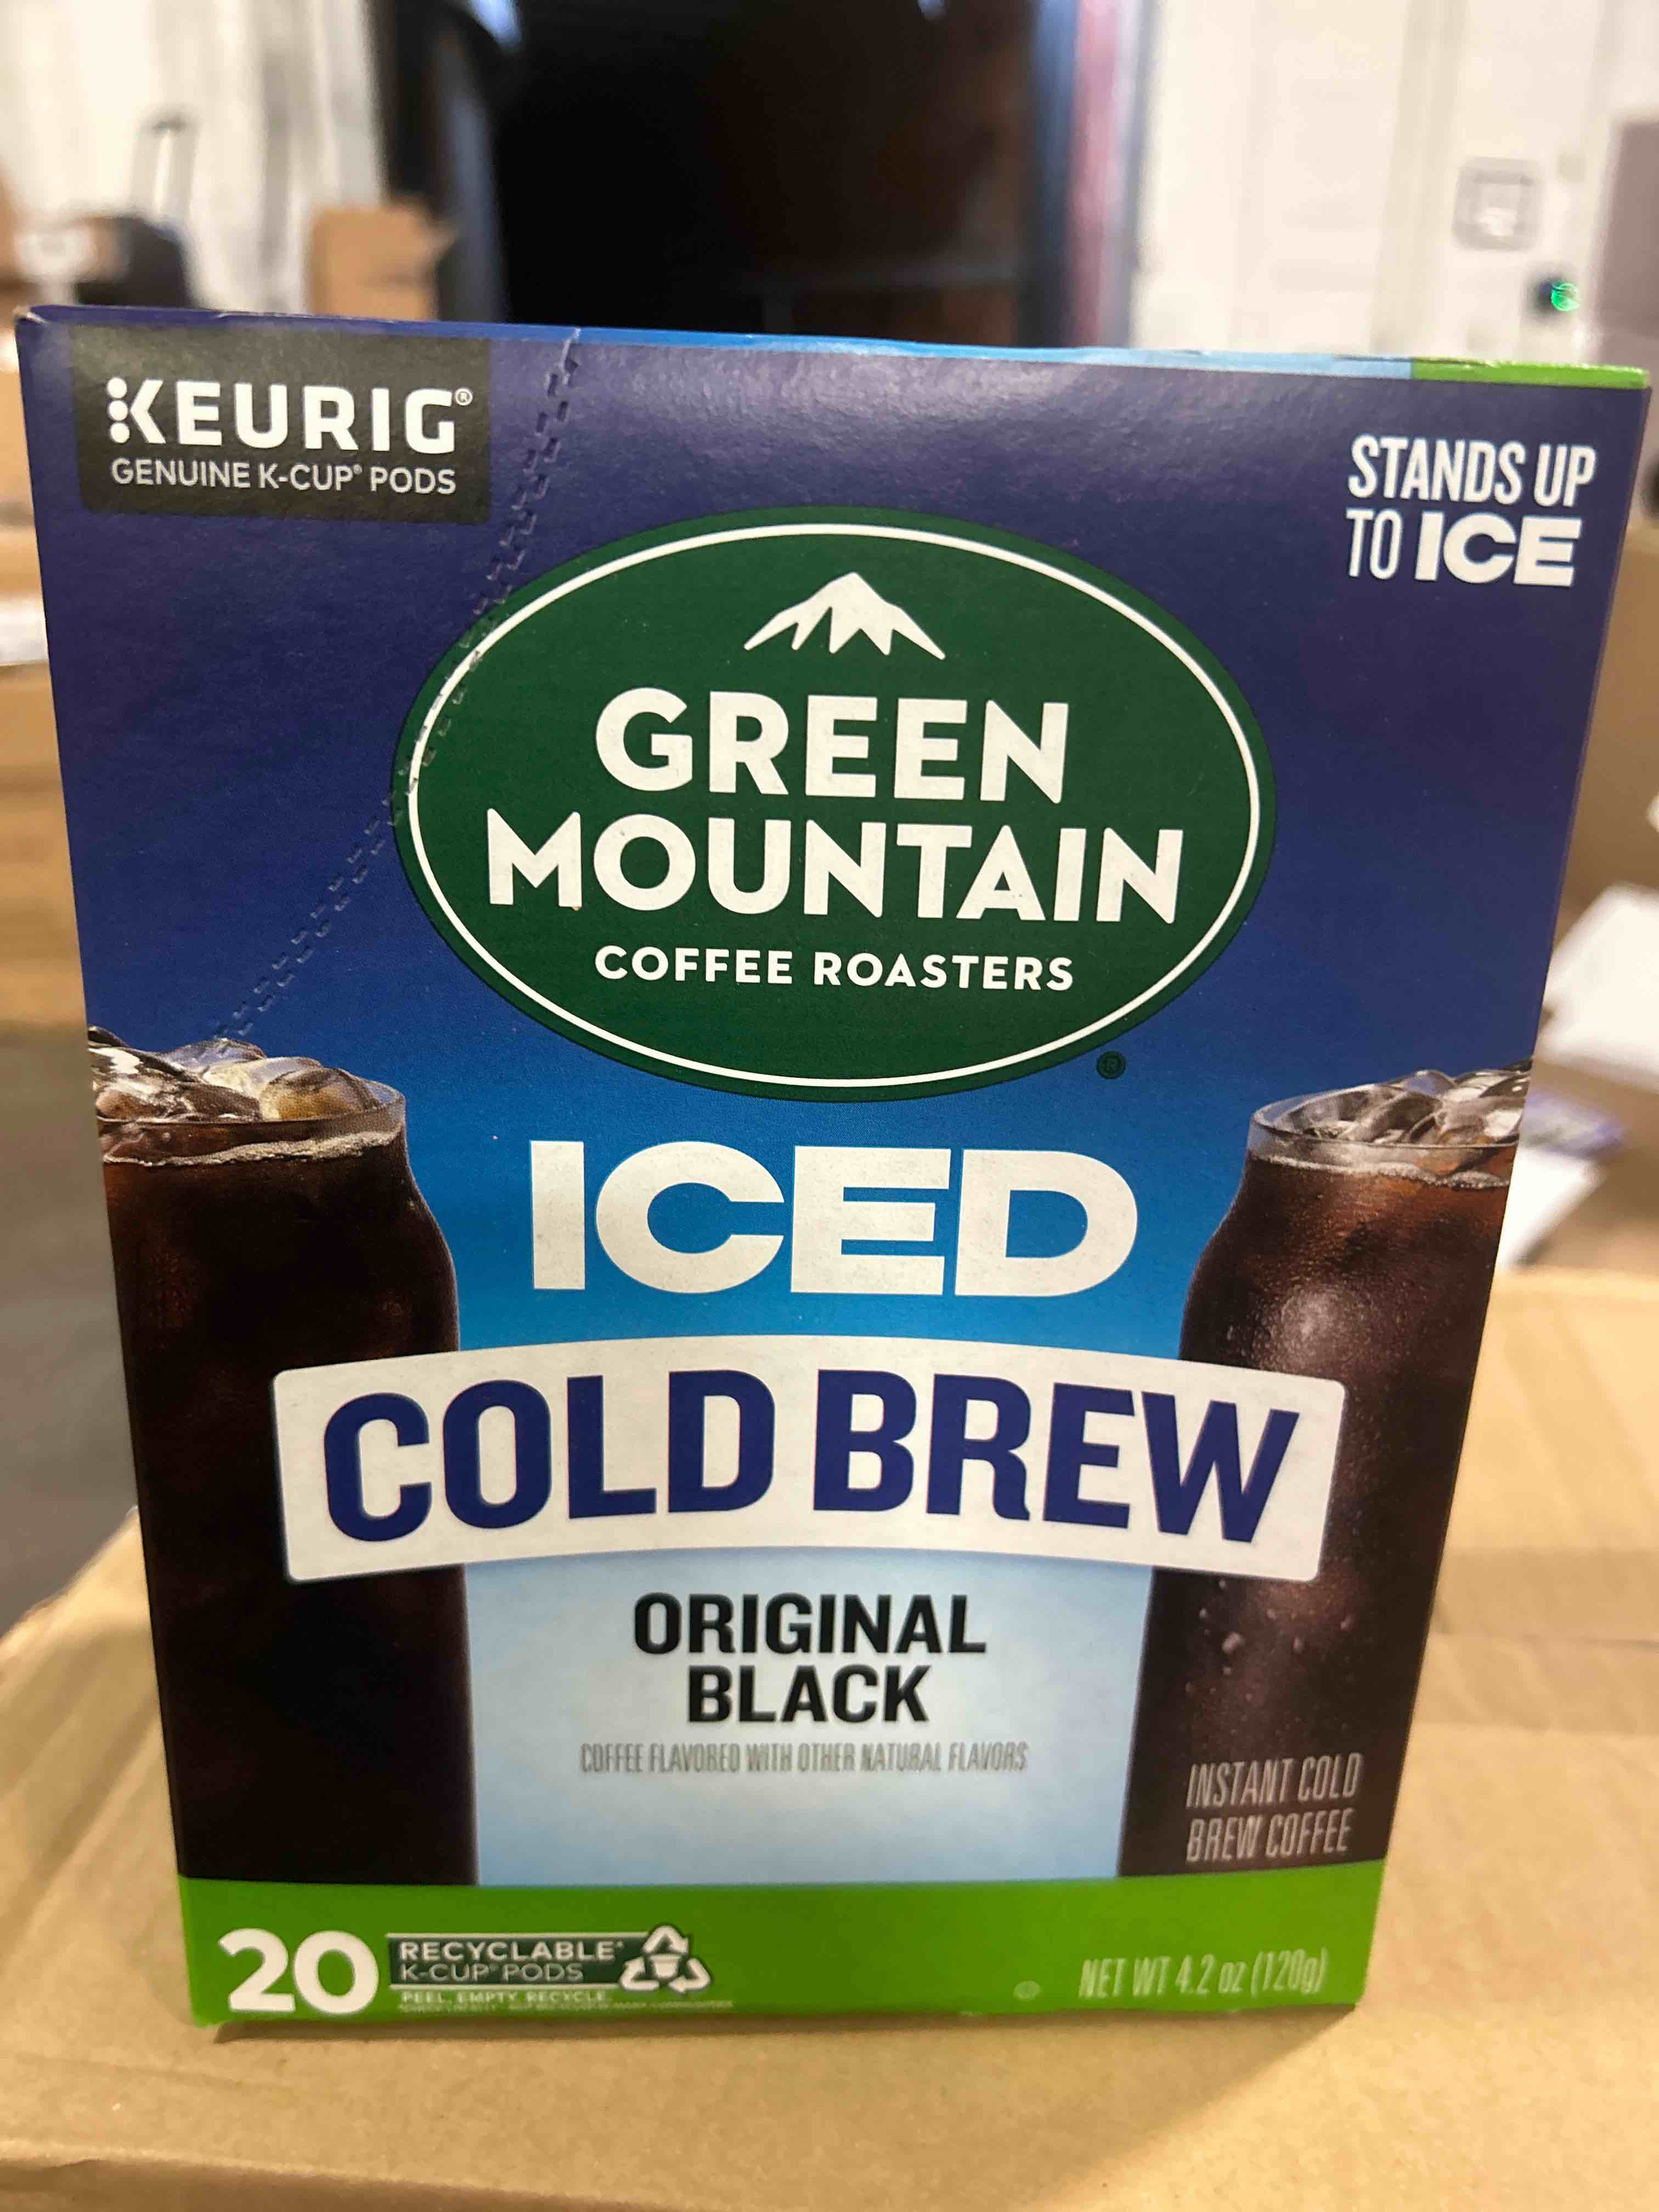 KEURIG®
GENUINE K-CUP® PODS
STANDS UP
TO ICE
GREEN
MOUNTAIN
COFFEE ROASTERS
®
ICED
COLD BREW
ORIGINAL
BLACK
COFFEE FLAVORED WITH OTHER NATURAL FLAVORS
INSTANT COLD
BREW COFFEE
20
RECYCLABLE*
K-CUP® PODS
PEEL. EMPTY. RECYCLE.
NET WT 4.2 oz (120g)